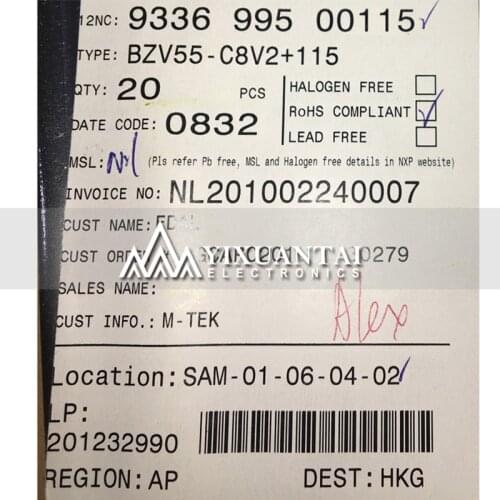 12NC: 9336 995 00115
TYPE: BZV55-C8V2+115
QTY: 20 PCS
HALOGEN FREE
RoHS COMPLIANT
LEAD FREE
DATE CODE: 0832
MSL: (Pls refer Pb free, MSL and Halogen free details in NXP website)
INVOICE NO: NL201002240007
CUST NAME:
CUST
YIXUANTAI
ELECTRONICS
SALES NAME:
Alex
CUST INFO.: M-TEK
Location: SAM-01-06-04-02
LP:
201232990
REGION: AP
DEST: HKG